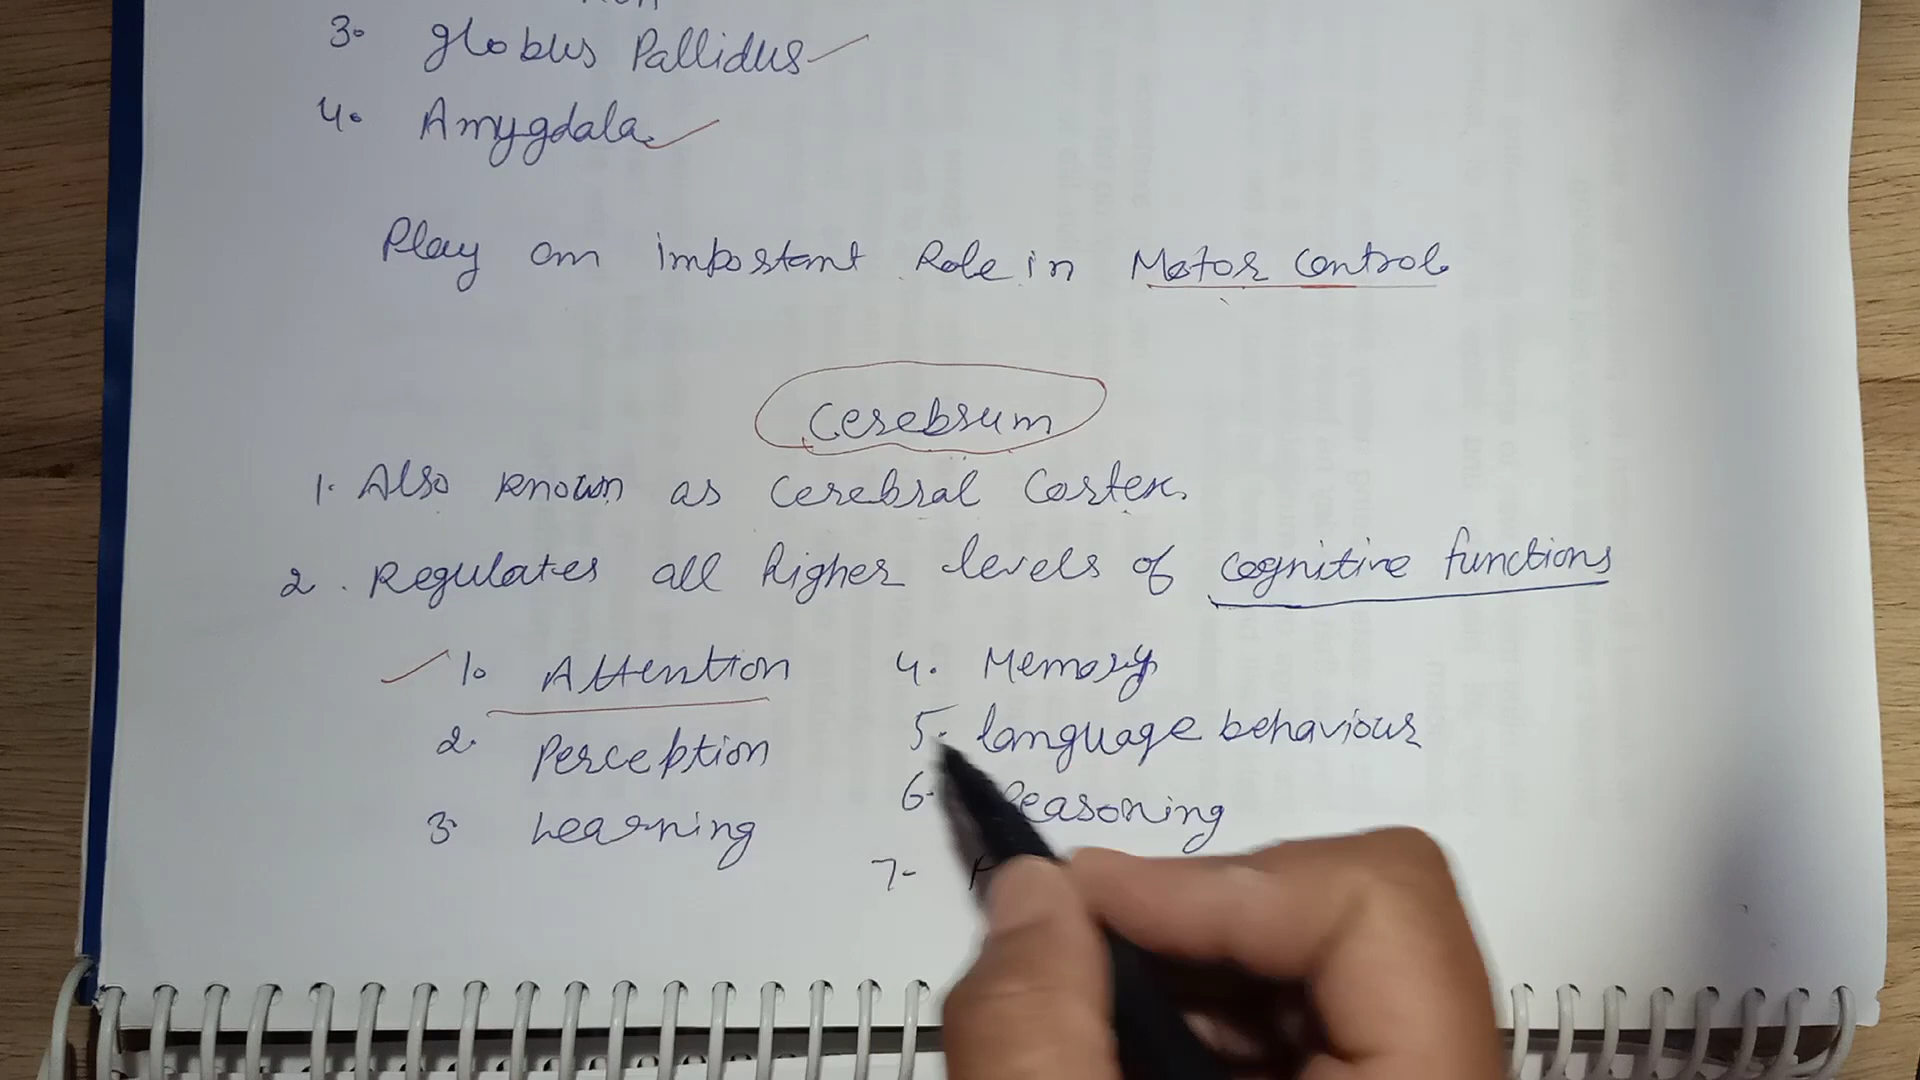 3. Globus Pallidus
4. Amygdala
Play an important Role in Motor Control
Cerebrum
1. Also known as Cerebral Cortex.
2. Regulates all higher levels of cognitive functions
1. Attention
2. Perception
3. Learning
4. Memory
5. language behaviour
6. Reasoning
7.